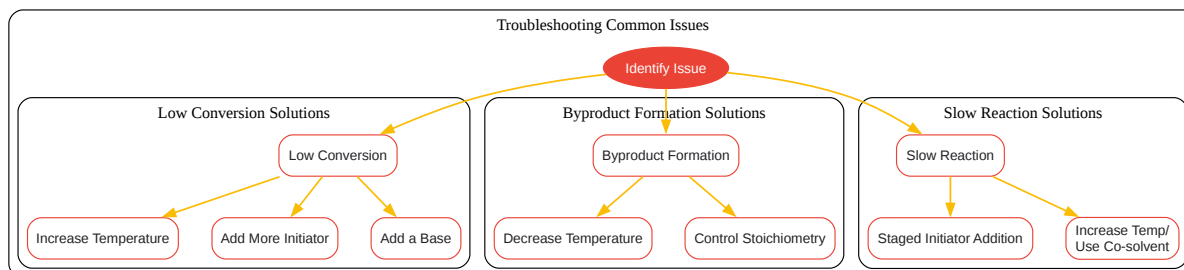 Troubleshooting Common Issues
Identify Issue
Low Conversion Solutions
Byproduct Formation Solutions
Slow Reaction Solutions
Low Conversion
Byproduct Formation
Slow Reaction
Increase Temperature
Add More Initiator
Add a Base
Decrease Temperature
Control Stoichiometry
Staged Initiator Addition
Increase Temp/
Use Co-solvent